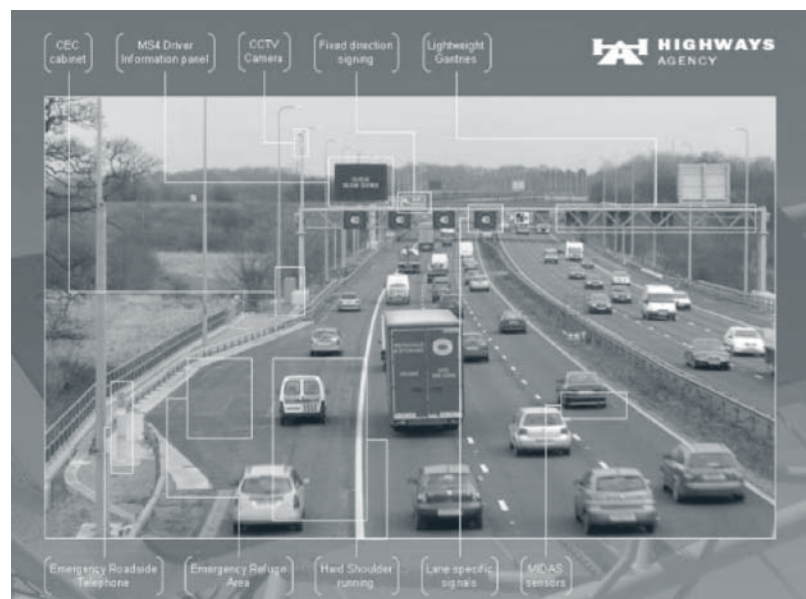 CEC
cabinet
MS4 Driver
Information panel
CCTV
Camera
Fixed direction
signing
Lightweight
Gantries
HIGHWAYS
AGENCY
Emergency Roadside
Telephone
Emergency Refuge
Area
Hard Shoulder
running
Lane specific
signals
MIDAS
sensors